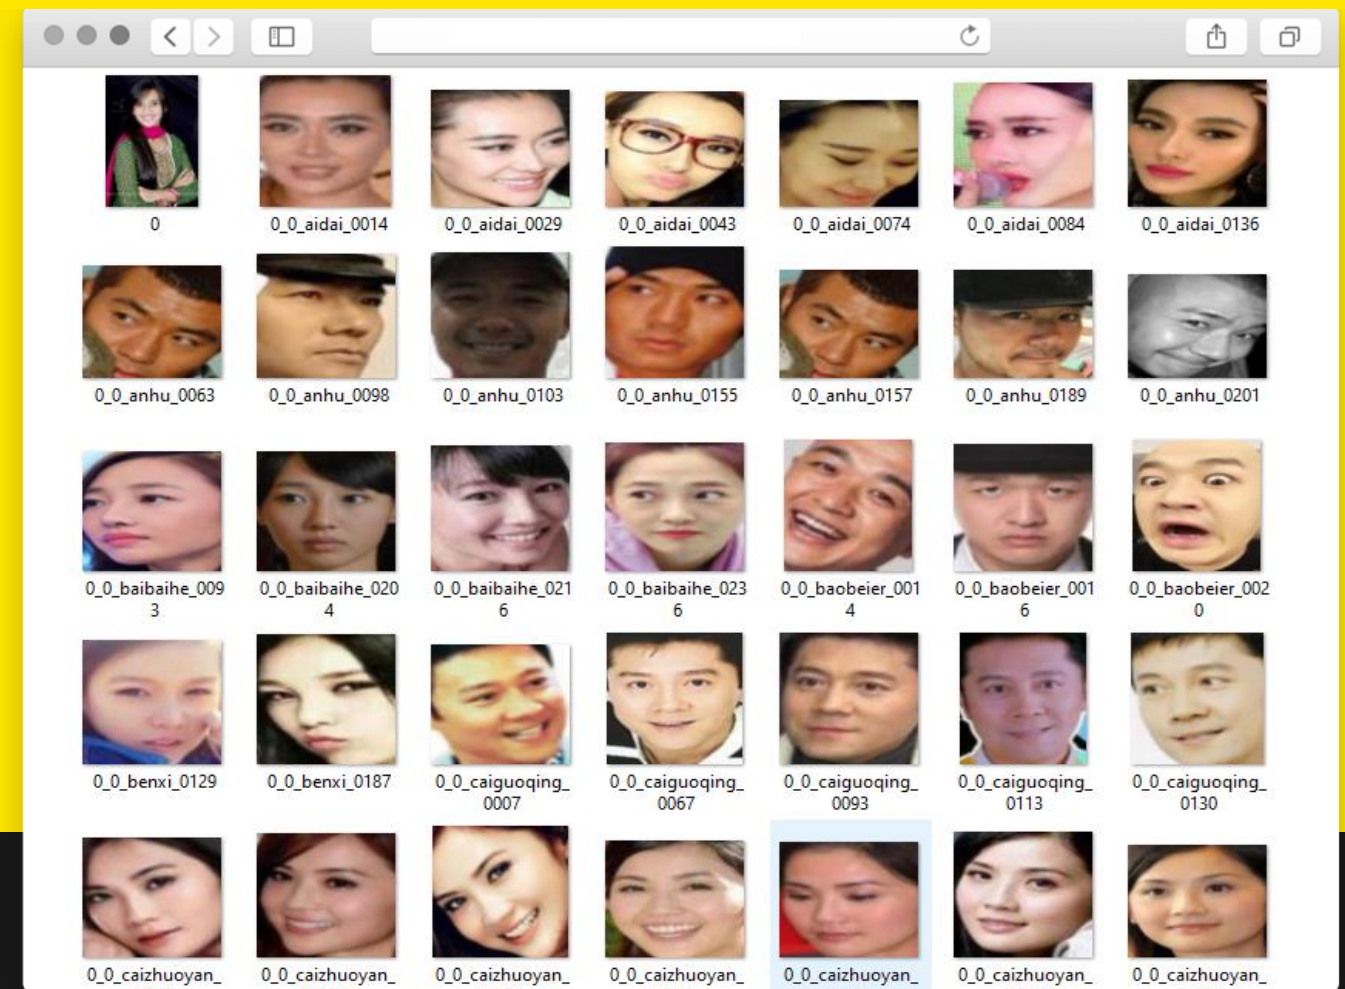 0
0_0_aidai_0014
0_0_aidai_0029
0_0_aidai_0043
0_0_aidai_0074
0_0_aidai_0084
0_0_aidai_0136
0_0_anhu_0063
0_0_anhu_0098
0_0_anhu_0103
0_0_anhu_0155
0_0_anhu_0157
0_0_anhu_0189
0_0_anhu_0201
0_0_baibaihe_009
3
0_0_baibaihe_020
4
0_0_baibaihe_021
6
0_0_baibaihe_023
6
0_0_baobeier_001
4
0_0_baobeier_001
6
0_0_baobeier_002
0
0_0_benxi_0129
0_0_benxi_0187
0_0_caiguoqing_
0007
0_0_caiguoqing_
0067
0_0_caiguoqing_
0093
0_0_caiguoqing_
0113
0_0_caiguoqing_
0130
0_0_caizhuoyan_
0_0_caizhuoyan_
0_0_caizhuoyan_
0_0_caizhuoyan_
0_0_caizhuoyan_
0_0_caizhuoyan_
0_0_caizhuoyan_